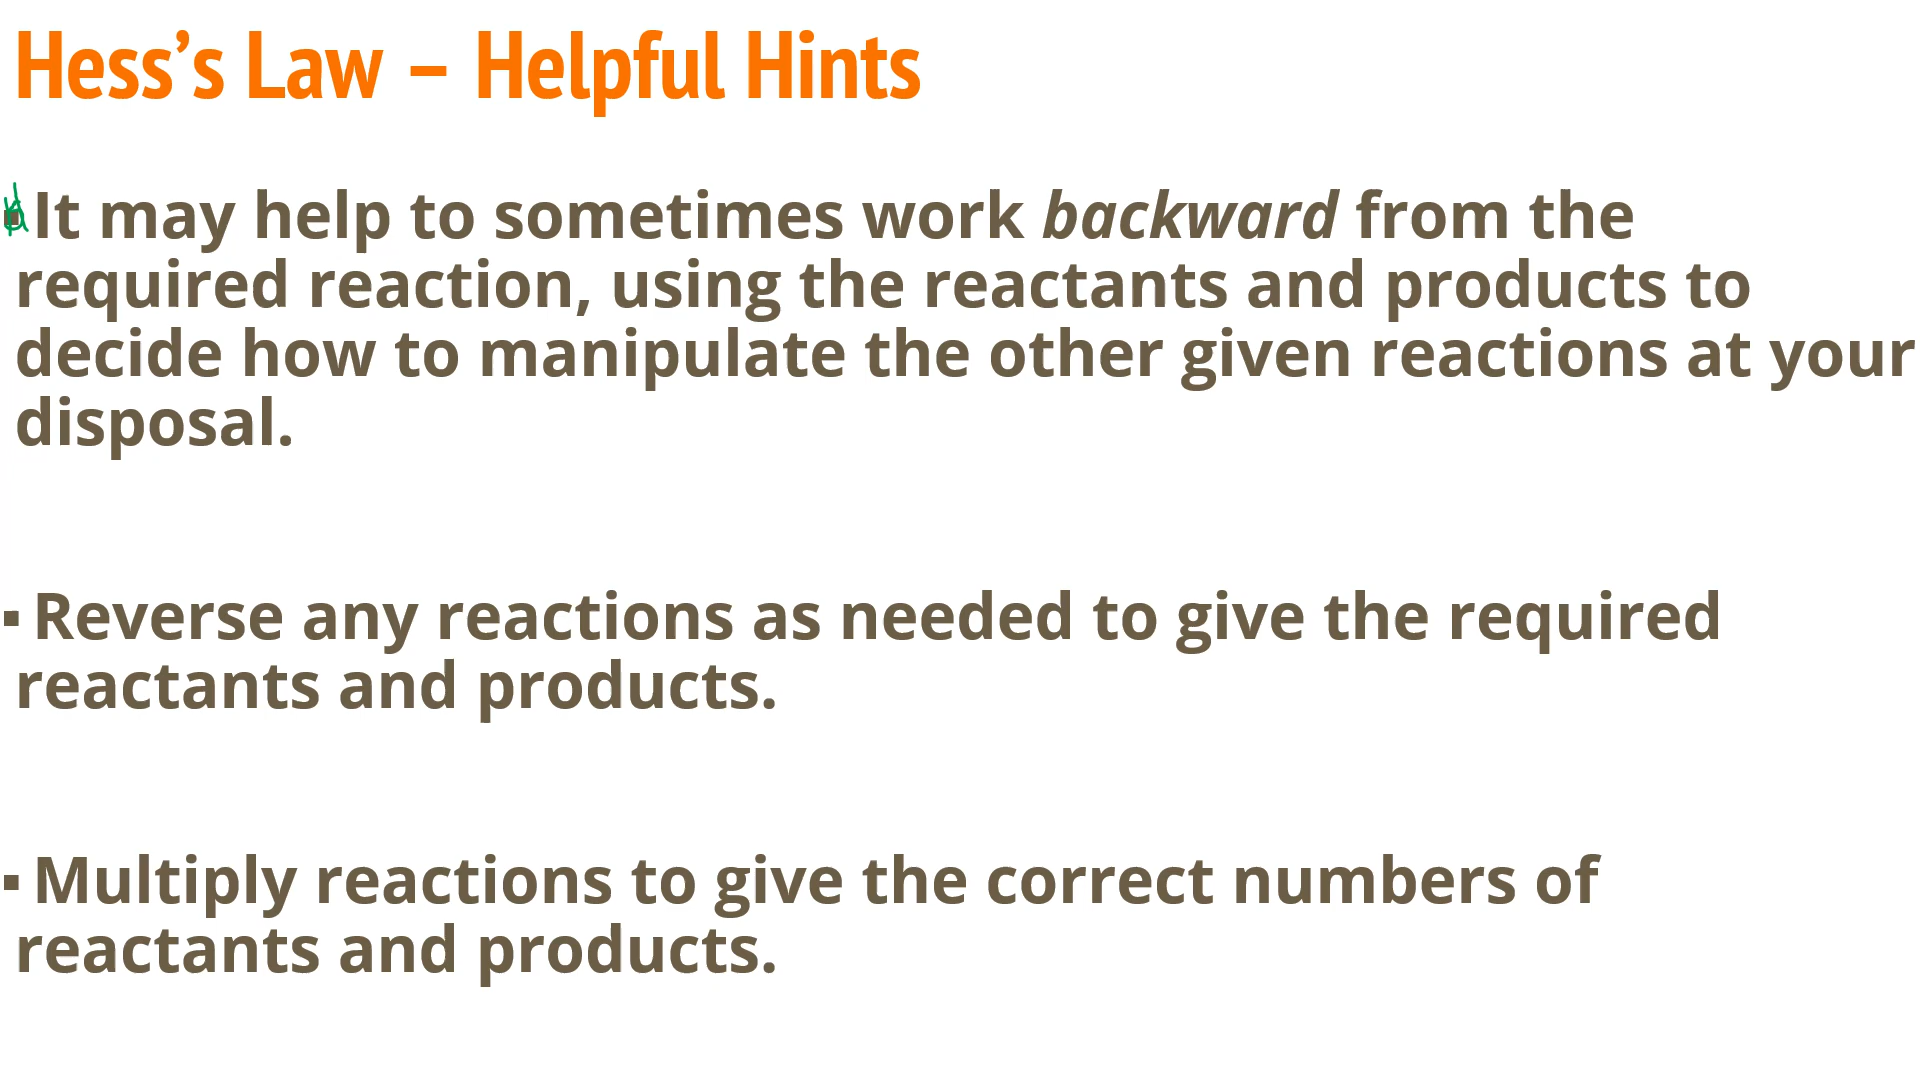 Hess’s Law – Helpful Hints
It may help to sometimes work backward from the
required reaction, using the reactants and products to
decide how to manipulate the other given reactions at your
disposal.
▪ Reverse any reactions as needed to give the required
reactants and products.
▪ Multiply reactions to give the correct numbers of
reactants and products.